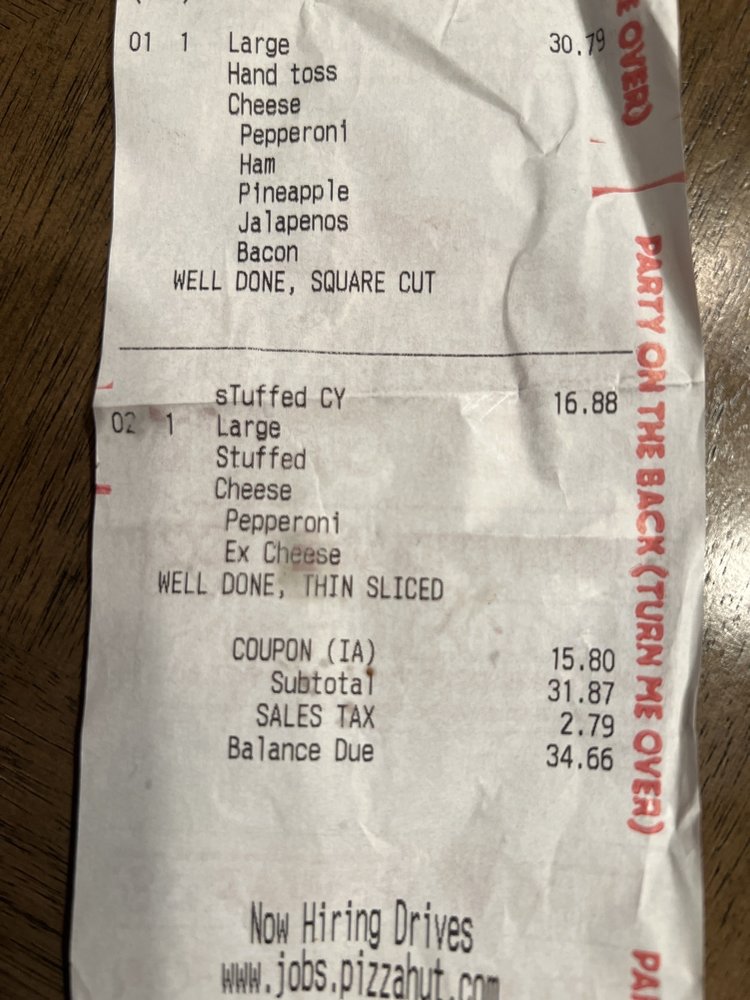 01 1 Large 30.79
Hand toss
Cheese
Pepperoni
Ham
Pineapple
Jalapenos
Bacon
WELL DONE, SQUARE CUT
sTuffed CY 16.88
02 1 Large
Stuffed
Cheese
Pepperoni
Ex Cheese
WELL DONE, THIN SLICED
COUPON (IA) 15.80
Subtotal 31.87
SALES TAX 2.79
Balance Due 34.66
Now Hiring Drives
www.jobs.pizzahut.com
E OVER)
PARTY ON THE BACK (TURN ME OVER)
PA